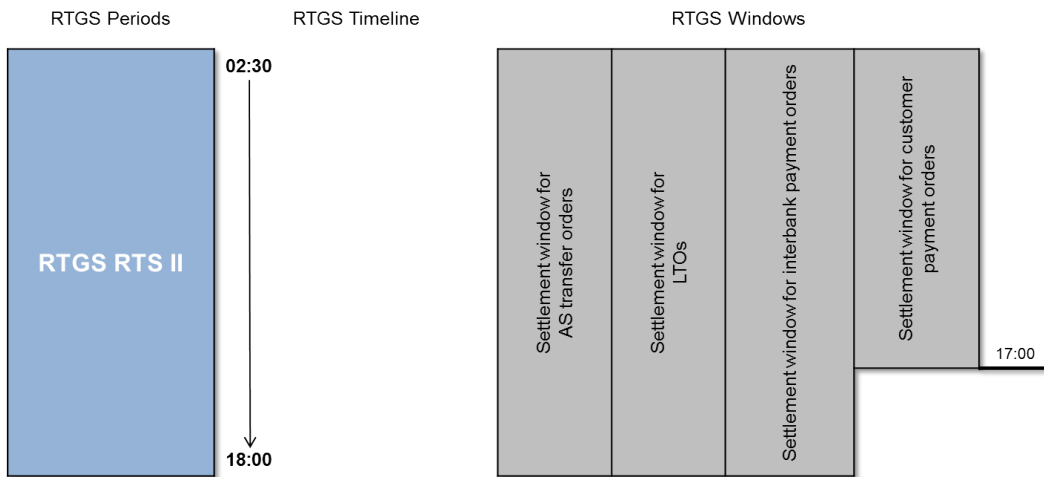 RTGS Periods
RTGS Timeline
RTGS Windows
02:30
RTGS RTS II
18:00
Settlement window for
AS transfer orders
Settlement window for
LTOs
Settlement window for interbank payment orders
Settlement window for customer
payment orders
17:00